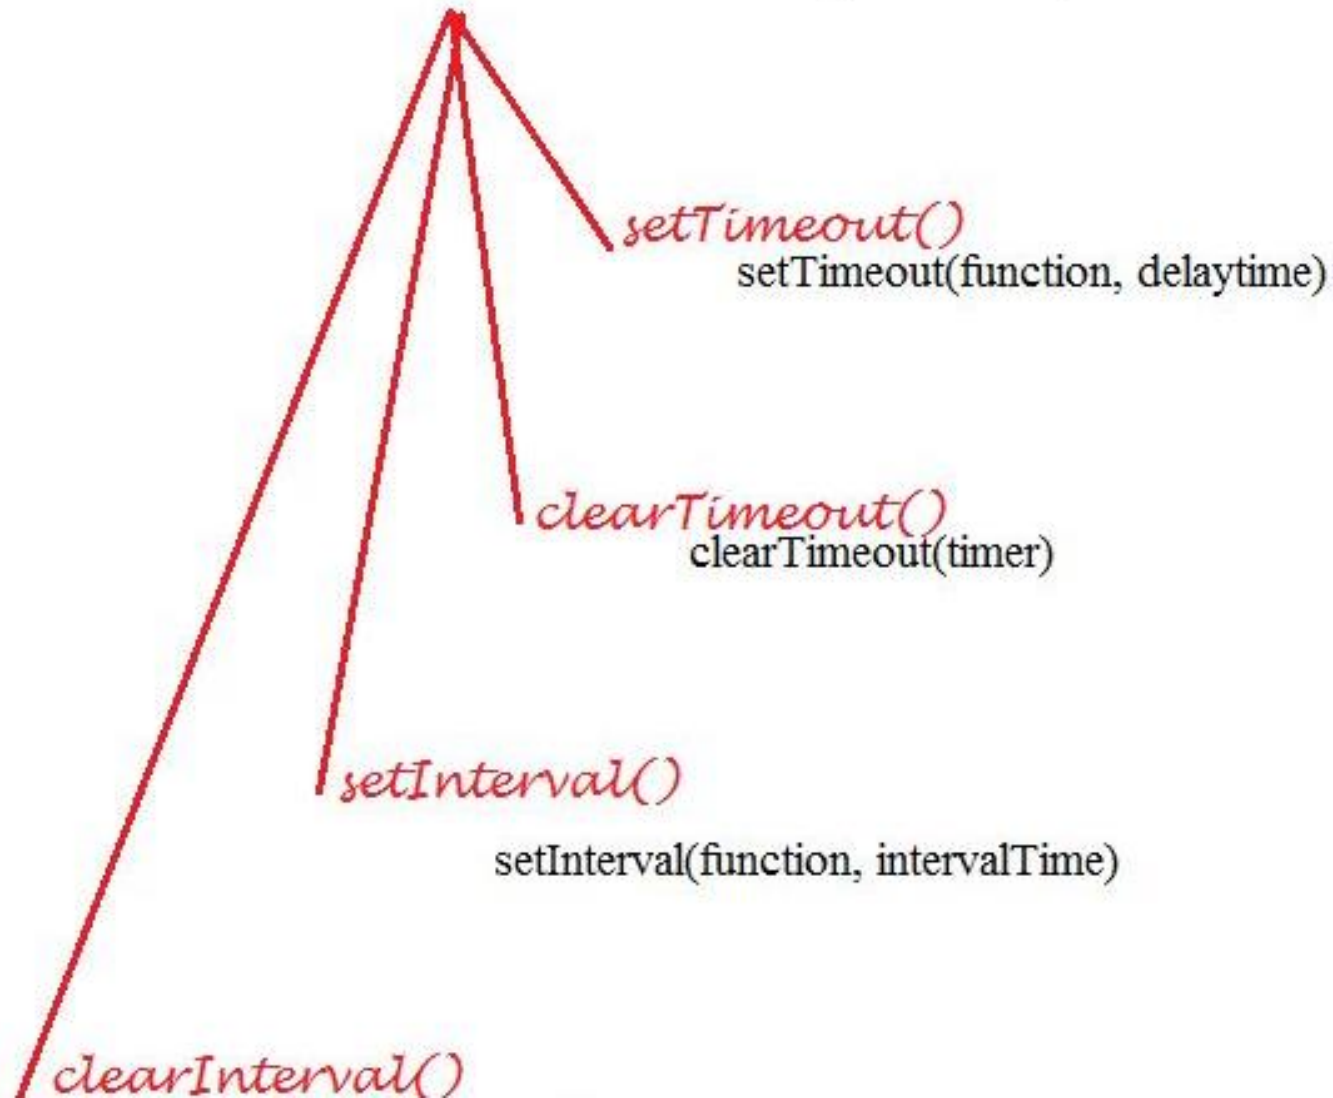 setTimeout()
setTimeout(function, delaytime)
clearTimeout()
clearTimeout(timer)
setInterval()
setInterval(function, intervalTime)
clearInterval()